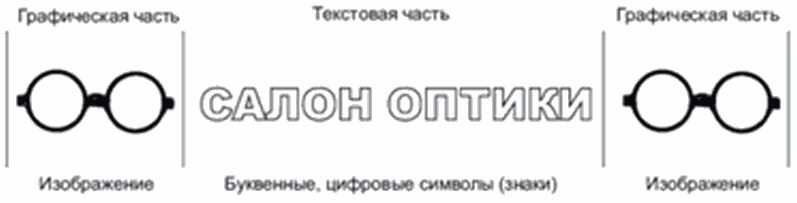 Графическая часть Текстовая часть Графическая часть
САЛОН ОПТИКИ
Изображение Буквенные, цифровые символы (знаки) Изображение